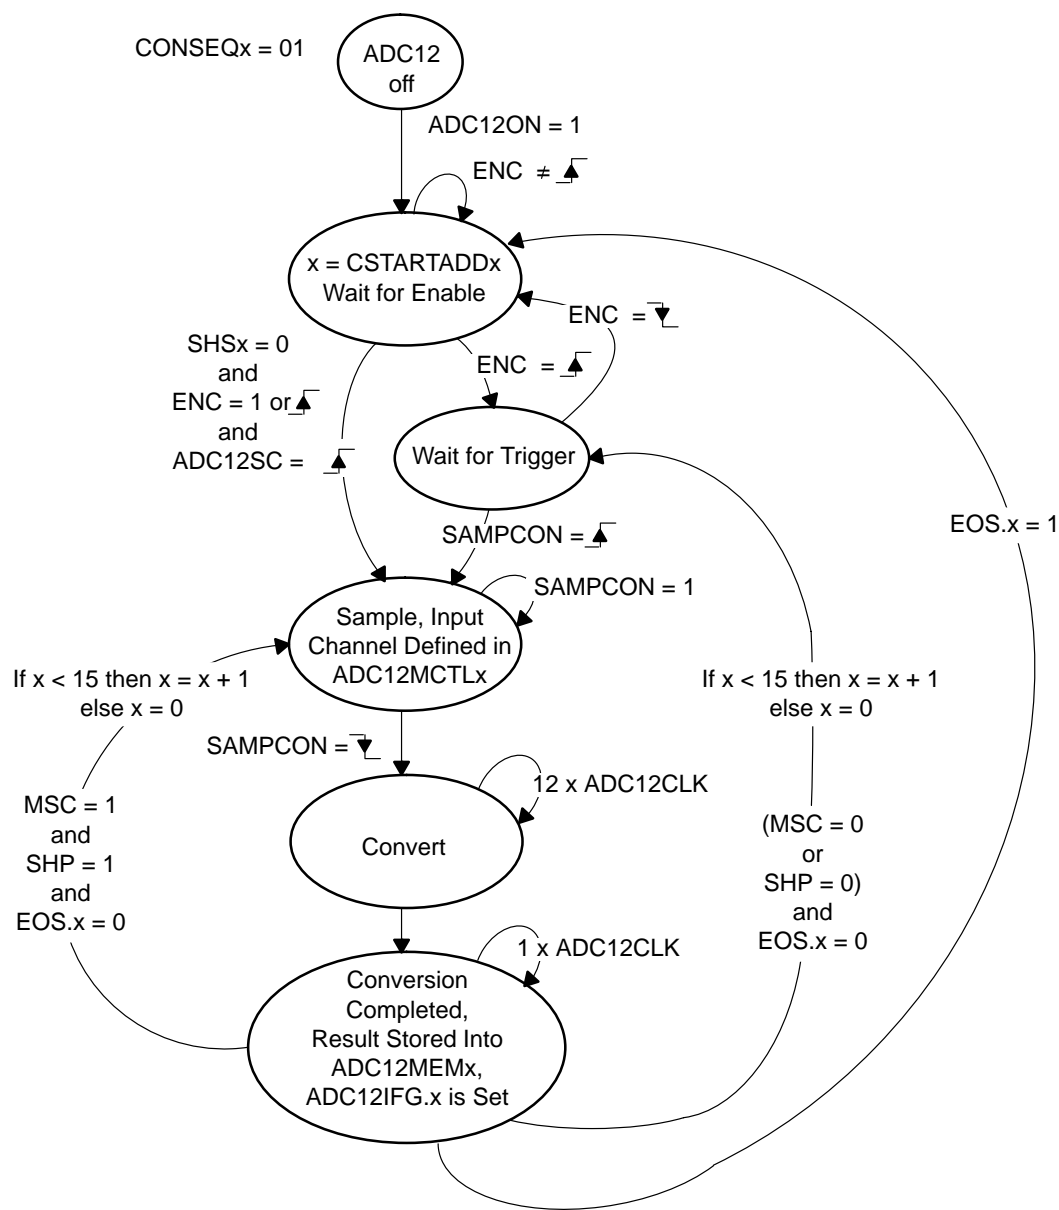 CONSEQx = 01
ADC12
off
ADC12ON = 1
ENC ≠
x = CSTARTADDx
Wait for Enable
ENC =
SHSx = 0
and
ENC = 1 or
and
ADC12SC =
ENC =
Wait for Trigger
EOS.x = 1
SAMPCON =
SAMPCON = 1
Sample, Input
Channel Defined in
ADC12MCTLx
If x < 15 then x = x + 1
else x = 0
If x < 15 then x = x + 1
else x = 0
SAMPCON =
12 x ADC12CLK
MSC = 1
and
SHP = 1
and
EOS.x = 0
Convert
(MSC = 0
or
SHP = 0)
and
EOS.x = 0
1 x ADC12CLK
Conversion
Completed,
Result Stored Into
ADC12MEMx,
ADC12IFG.x is Set